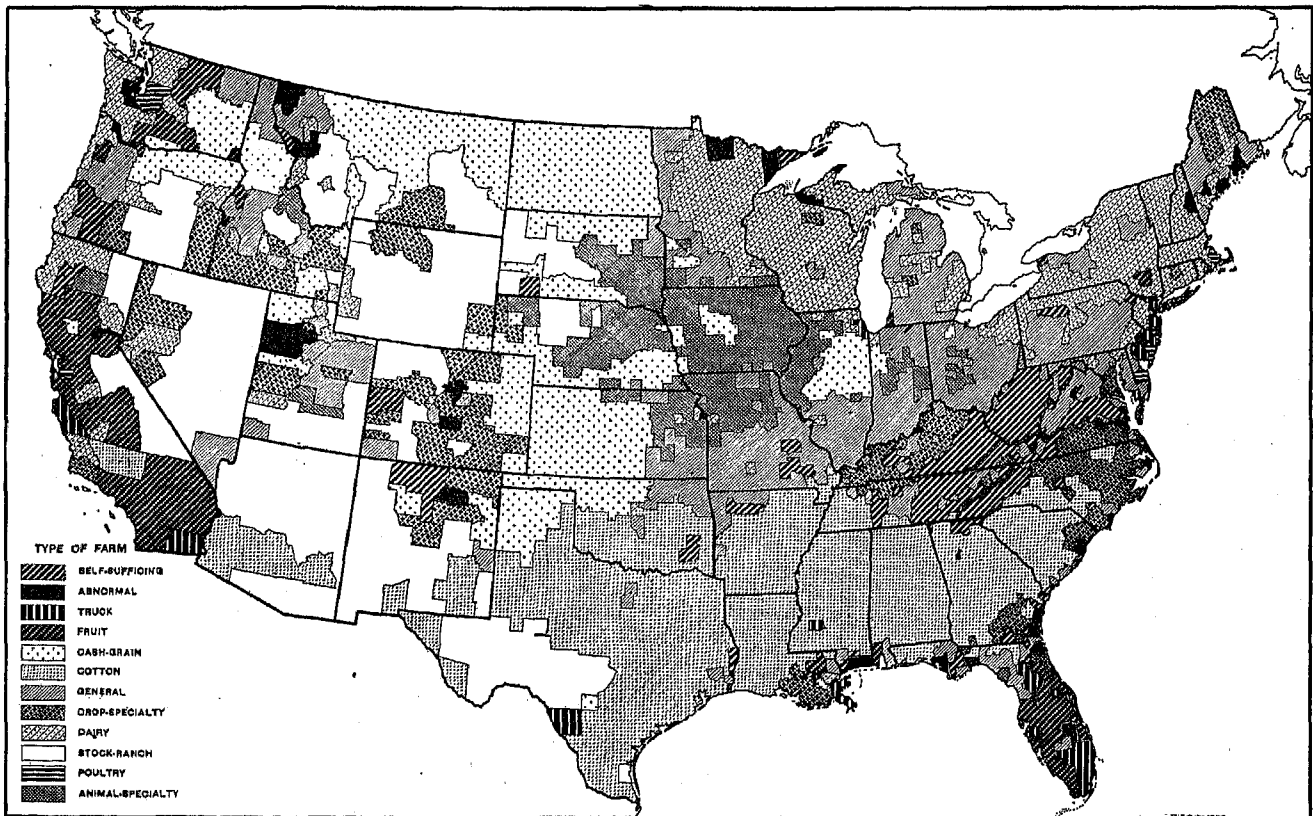 TYPE OF FARM
SELF-SUFFICING
ABNORMAL
TRUCK
FRUIT
CASH-GRAIN
COTTON
GENERAL
CROP-SPECIALTY
DAIRY
STOCK-RANCH
POULTRY
ANIMAL-SPECIALTY